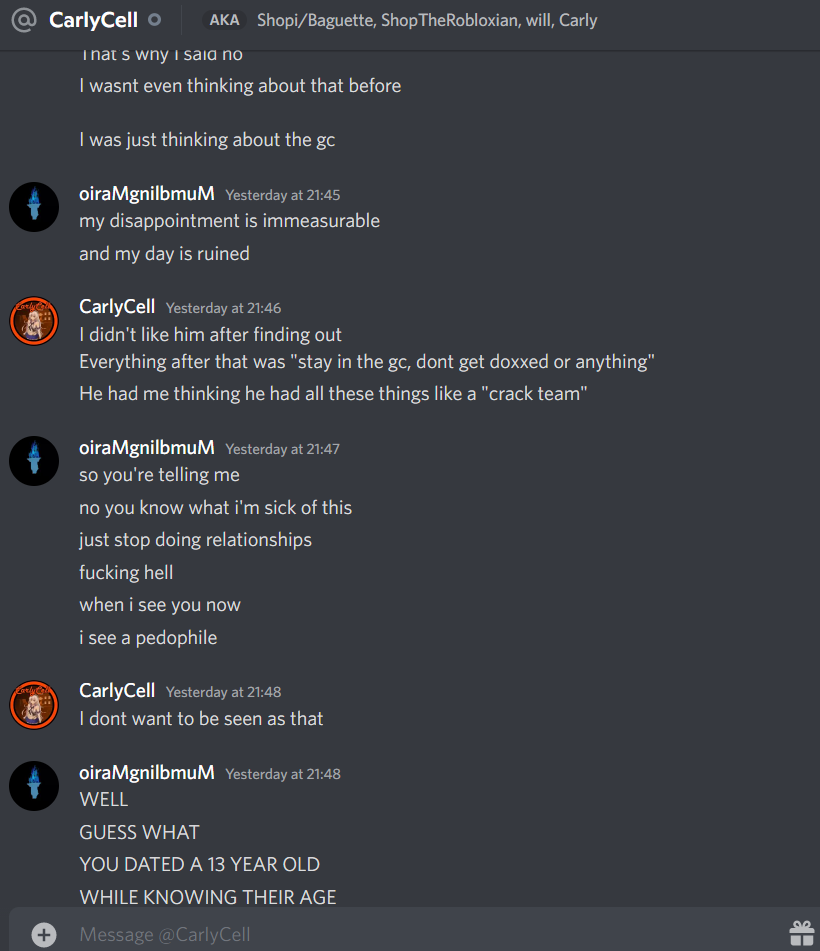 CarlyCell
AKA Shopi/Baguette, ShopTheRobloxian, will, Carly
That's why I said no
I wasnt even thinking about that before
I was just thinking about the gc
oiraMgnilbmuM Yesterday at 21:45
my disappointment is immeasurable
and my day is ruined
CarlyCell Yesterday at 21:46
I didn't like him after finding out
Everything after that was "stay in the gc, dont get doxxed or anything"
He had me thinking he had all these things like a "crack team"
oiraMgnilbmuM Yesterday at 21:47
so you're telling me
no you know what i'm sick of this
just stop doing relationships
fucking hell
when i see you now
i see a pedophile
CarlyCell Yesterday at 21:48
I dont want to be seen as that
oiraMgnilbmuM Yesterday at 21:48
WELL
GUESS WHAT
YOU DATED A 13 YEAR OLD
WHILE KNOWING THEIR AGE
Message @CarlyCell